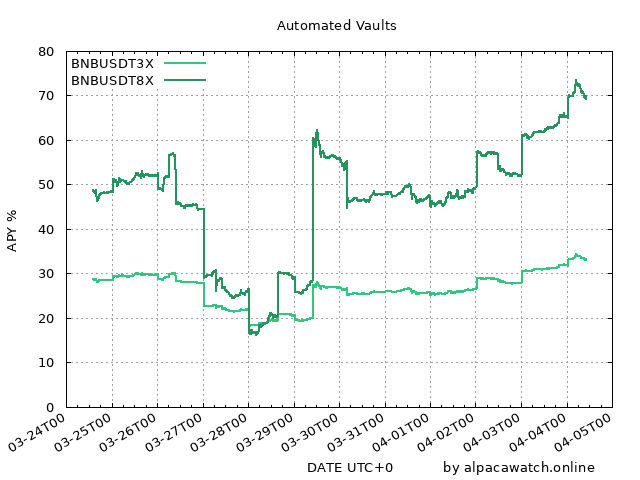 Automated Vaults
BNBUSDT3X
BNBUSDT8X
APY %
80
70
60
50
40
30
20
10
0
03-24T00
03-25T00
03-26T00
03-27T00
03-28T00
03-29T00
03-30T00
03-31T00
04-01T00
04-02T00
04-03T00
04-04T00
04-05T00
DATE UTC+0
by alpacawatch.online